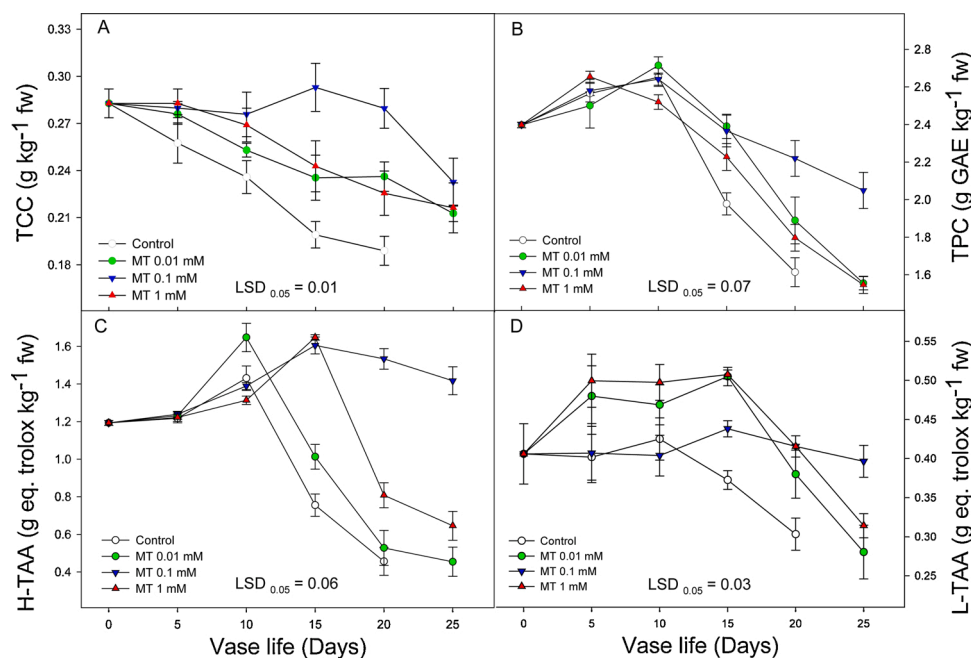 A
TCC (g kg⁻¹ fw)
0.33
0.30
0.27
0.24
0.21
0.18
Control
MT 0.01 mM
MT 0.1 mM
MT 1 mM
LSD 0.05 = 0.01
B
TPC (g GAE kg⁻¹ fw)
2.8
2.6
2.4
2.2
2.0
1.8
1.6
Control
MT 0.01 mM
MT 0.1 mM
MT 1 mM
LSD 0.05 = 0.07
C
H-TAA (g eq. trolox kg⁻¹ fw)
1.6
1.4
1.2
1.0
0.8
0.6
0.4
Control
MT 0.01 mM
MT 0.1 mM
MT 1 mM
LSD 0.05 = 0.06
0 5 10 15 20 25
Vase life (Days)
D
L-TAA (g eq. trolox kg⁻¹ fw)
0.55
0.50
0.45
0.40
0.35
0.30
0.25
Control
MT 0.01 mM
MT 0.1 mM
MT 1 mM
LSD 0.05 = 0.03
0 5 10 15 20 25
Vase life (Days)